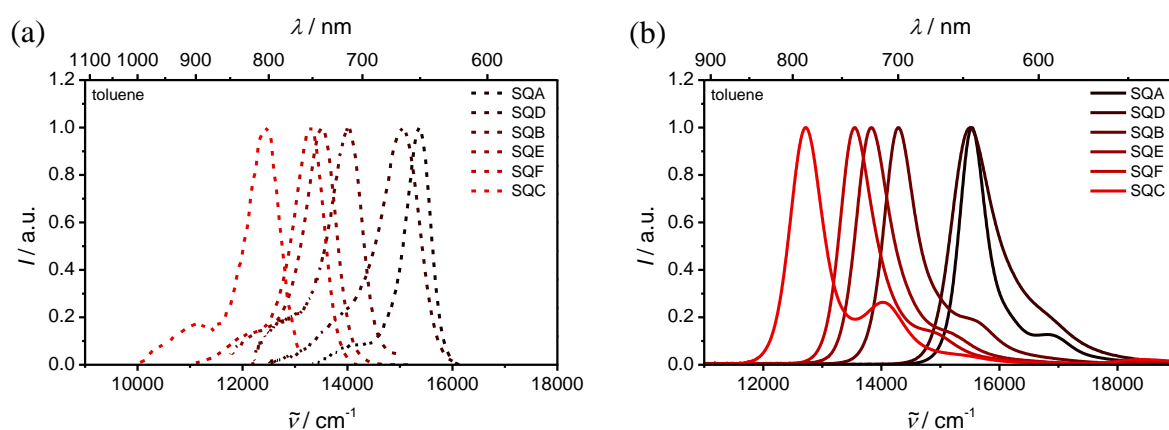 (a)
λ / nm
1100 1000 900 800 700 600
1.2
1.0
0.8
0.6
0.4
0.2
0.0
I / a.u.
toluene
SQA
SQD
SQB
SQE
SQF
SQC
10000 12000 14000 16000 18000
ṽ / cm⁻¹
(b)
λ / nm
900 800 700 600
1.2
1.0
0.8
0.6
0.4
0.2
0.0
I / a.u.
toluene
SQA
SQD
SQB
SQE
SQF
SQC
12000 14000 16000 18000
ṽ / cm⁻¹